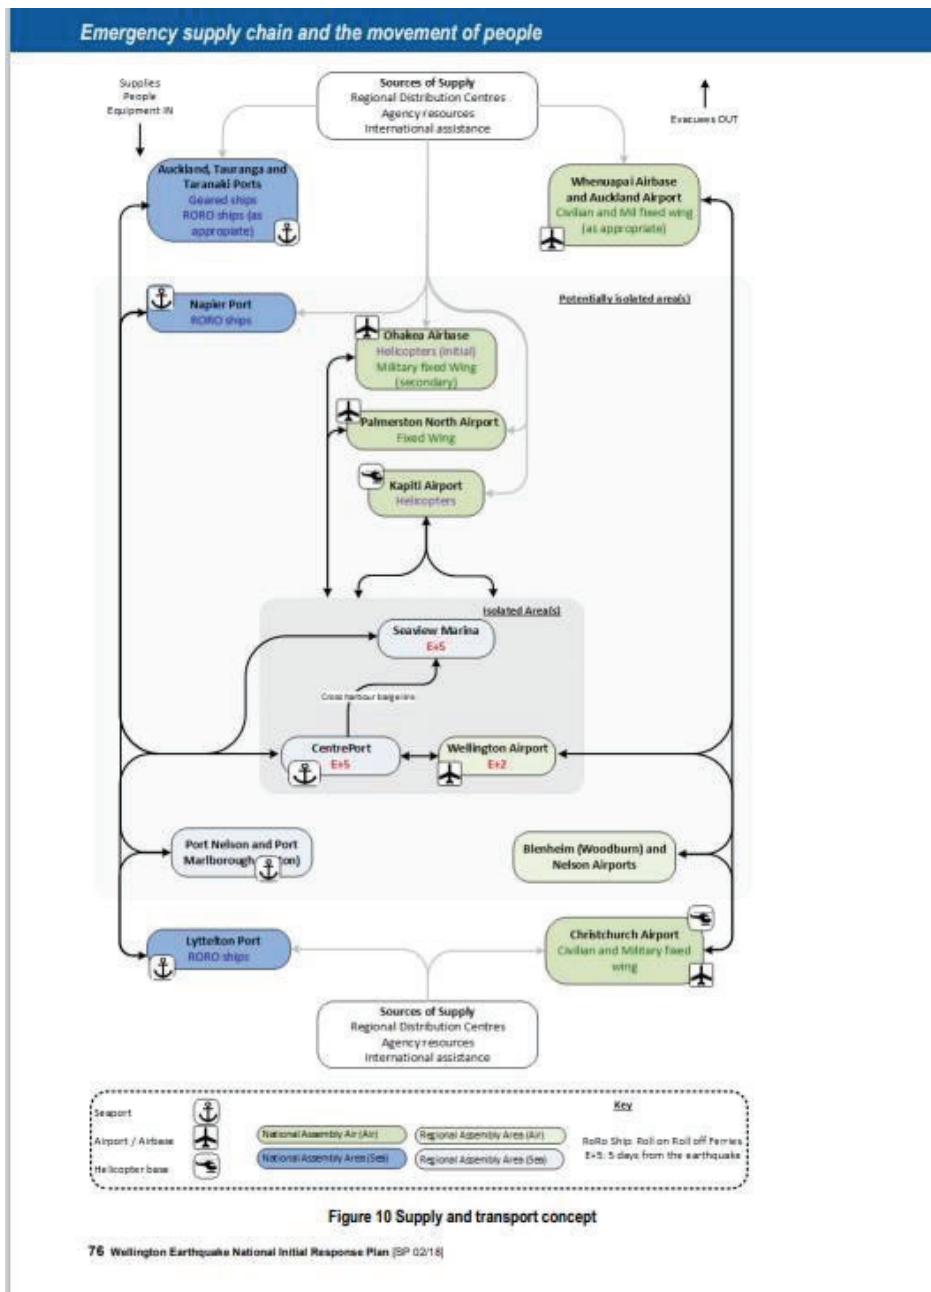 Emergency supply chain and the movement of people
Supplies
People
Equipment IN
Sources of Supply
Regional Distribution Centres
Agency resources
International assistance
Evacuees OUT
Auckland, Tauranga and
Taranaki Ports
Geared ships
RORO ships (as
appropiate)
Whenuapai Airbase
and Auckland Airport
Civilian and Mil fixed wing
(as appropriate)
Napier Port
RORO ships
Potentially isolated area(s)
Ohakea Airbase
Helicopters (initial)
Military fixed Wing
(secondary)
Palmerston North Airport
Fixed Wing
Kapiti Airport
Helicopters
Isolated Area(s)
Seaview Marina
E+5
Cross harbour barge link
CentrePort
E+5
Wellington Airport
E+2
Port Nelson and Port
Marlborough on)
Blenheim (Woodburn) and
Nelson Airports
Lyttelton Port
RORO ships
Christchurch Airport
Civilian and Military fixed
wing
Sources of Supply
Regional Distribution Centres
Agency resources
International assistance
Key
Seaport
Airport / Airbase
Helicopter base
National Assembly Air (Air)
Regional Assembly Area (Air)
National Assembly Area (Sea)
Regional Assembly Area (Sea)
RoRo Ship: Roll on Roll off Ferries
E+5: 5 days from the earthquake
Figure 10 Supply and transport concept
76 Wellington Earthquake National Initial Response Plan [SP 02/18]